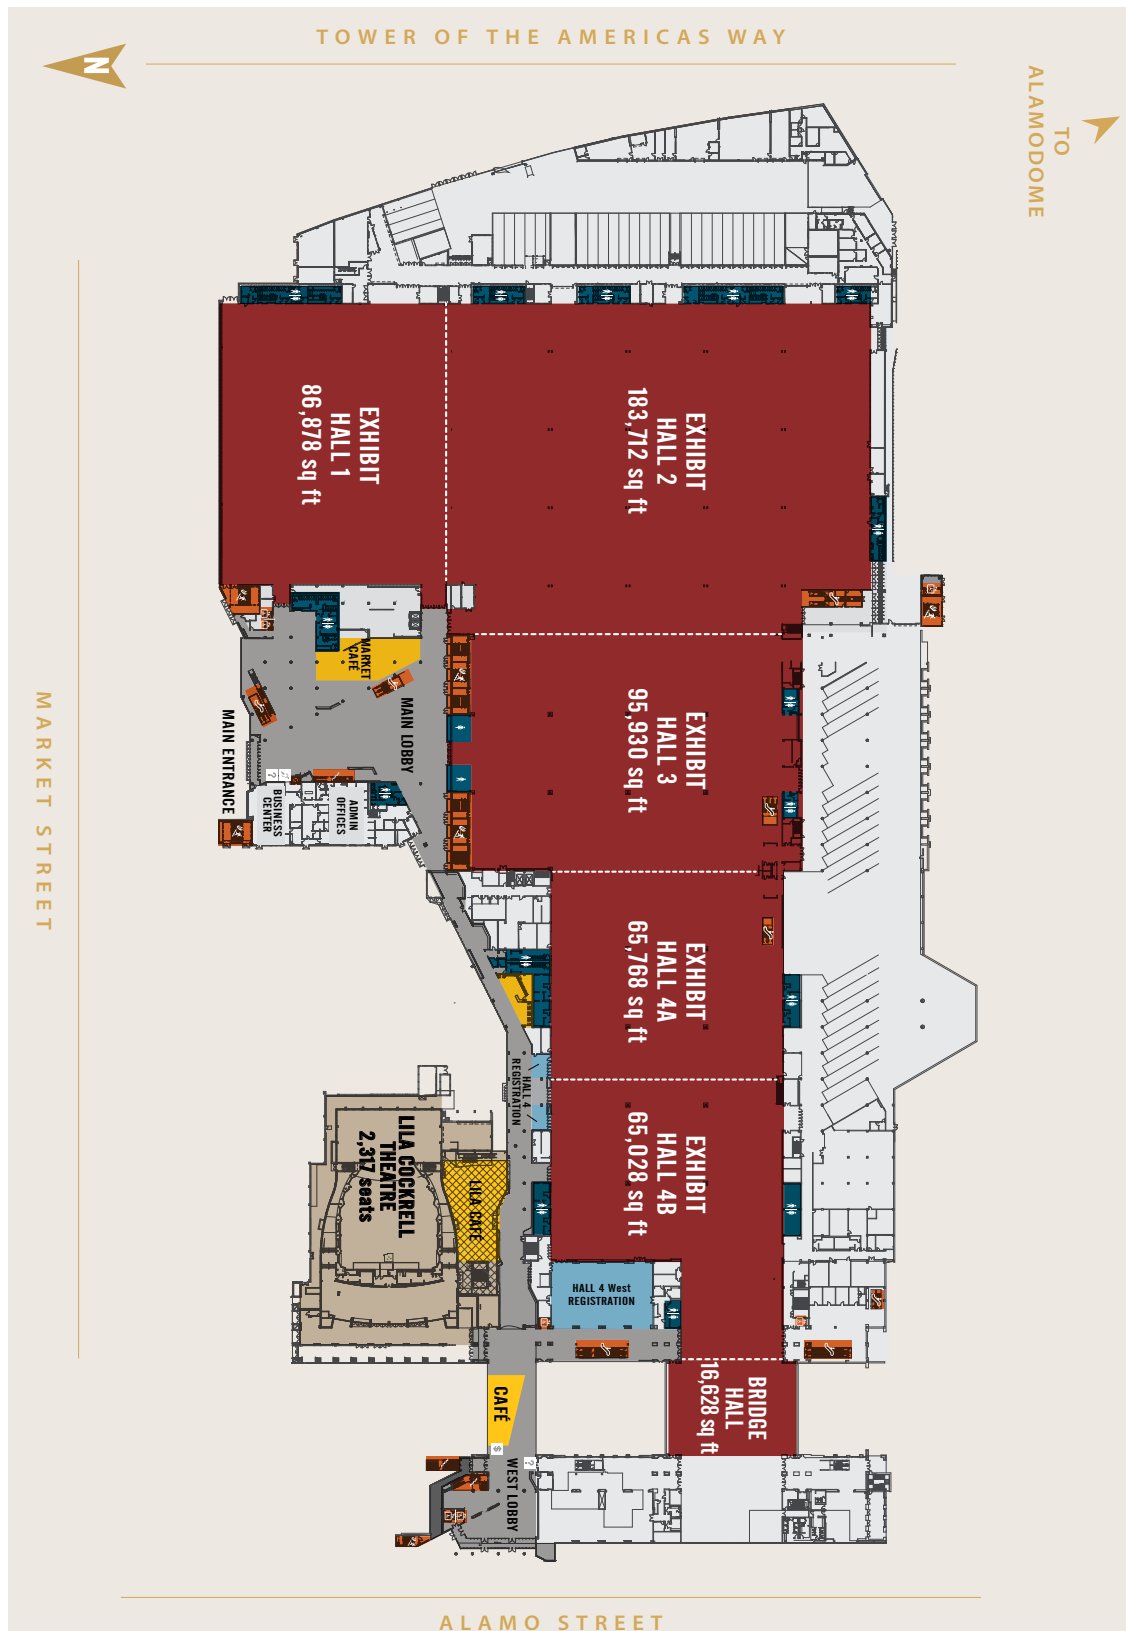 TOWER OF THE AMERICAS WAY
N
TO
ALAMODOME
EXHIBIT
HALL 1
86,878 sq ft
EXHIBIT
HALL 2
183,712 sq ft
MARKET
CAFÉ
MAIN LOBBY
MAIN ENTRANCE
?
BUSINESS
CENTER
ADMIN
OFFICES
EXHIBIT
HALL 3
95,930 sq ft
MARKET STREET
EXHIBIT
HALL 4A
65,768 sq ft
HALL 4
REGISTRATION
EXHIBIT
HALL 4B
65,028 sq ft
LILA COCKRELL
THEATRE
2,317 seats
LILA CAFÉ
HALL 4 West
REGISTRATION
BRIDGE
HALL
16,628 sq ft
CAFÉ
$
?
WEST LOBBY
ALAMO STREET